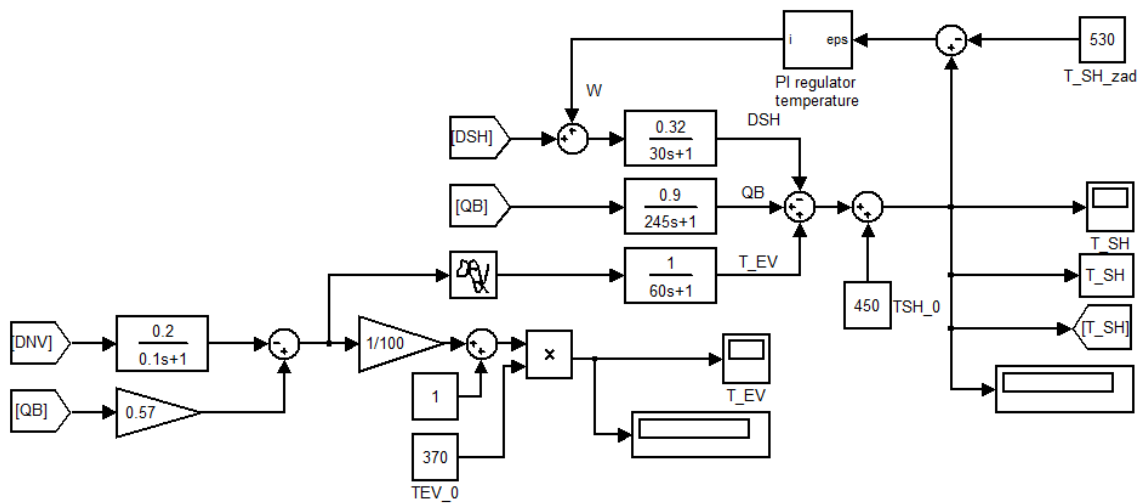 i
eps
530
PI regulator
temperature
T_SH_zad
W
[DSH]
0.32
30s+1
DSH
[QB]
0.9
245s+1
QB
T_SH
1
60s+1
T_EV
T_SH
450
TSH_0
[T_SH]
[DNV]
0.2
0.1s+1
1/100
×
T_EV
[QB]
0.57
1
370
TEV_0